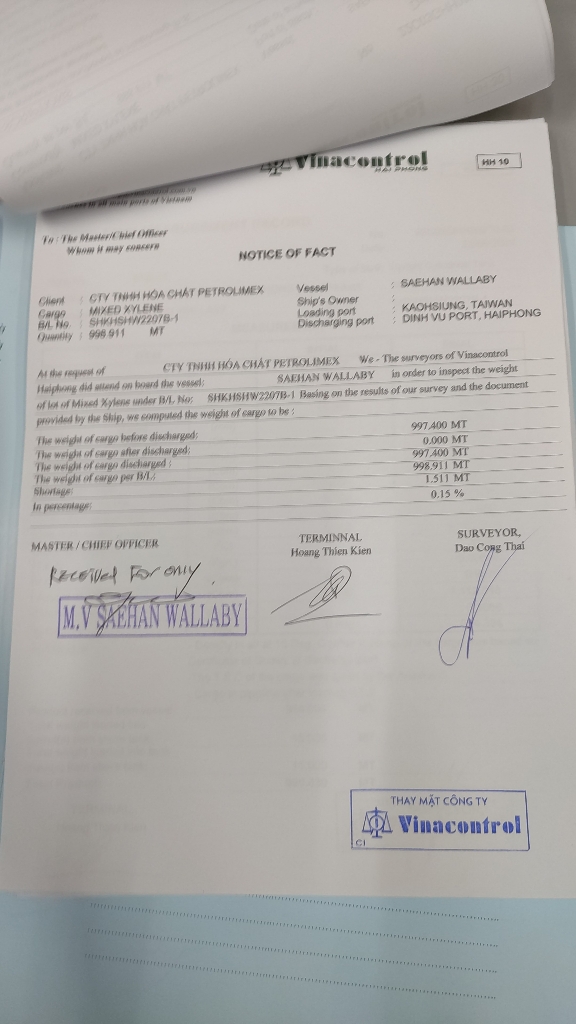 Vinacontrol
HAI PHONG
HH 10
in all main ports of Vietnam
To : The Master/Chief Officer
Whom it may concern
NOTICE OF FACT
Client : CTY TNHH HÓA CHẤT PETROLIMEX
Cargo : MIXED XYLENE
B/L No. : SHKHSHW2207B-1
Quantity : 998.911 MT
Vessel : SAEHAN WALLABY
Ship's Owner :
Loading port : KAOHSIUNG, TAIWAN
Discharging port : DINH VU PORT, HAIPHONG
At the request of CTY TNHH HÓA CHẤT PETROLIMEX We - The surveyors of Vinacontrol
Haiphong did attend on board the vessel: SAEHAN WALLABY in order to inspect the weight
of lot of Mixed Xylene under B/L No: SHKHSHW2207B-1 Basing on the results of our survey and the document
provided by the Ship, we computed the weight of cargo to be :
The weight of cargo before discharged: 997.400 MT
The weight of cargo after discharged: 0.000 MT
The weight of cargo discharged : 997.400 MT
The weight of cargo per B/L: 998.911 MT
Shortage: 1.511 MT
In percentage: 0.15 %
MASTER / CHIEF OFFICER
TERMINNAL
Hoang Thien Kien
SURVEYOR,
Dao Cong Thai
Received For only.
M.V SAEHAN WALLABY
THAY MẶT CÔNG TY
Vinacontrol
CI